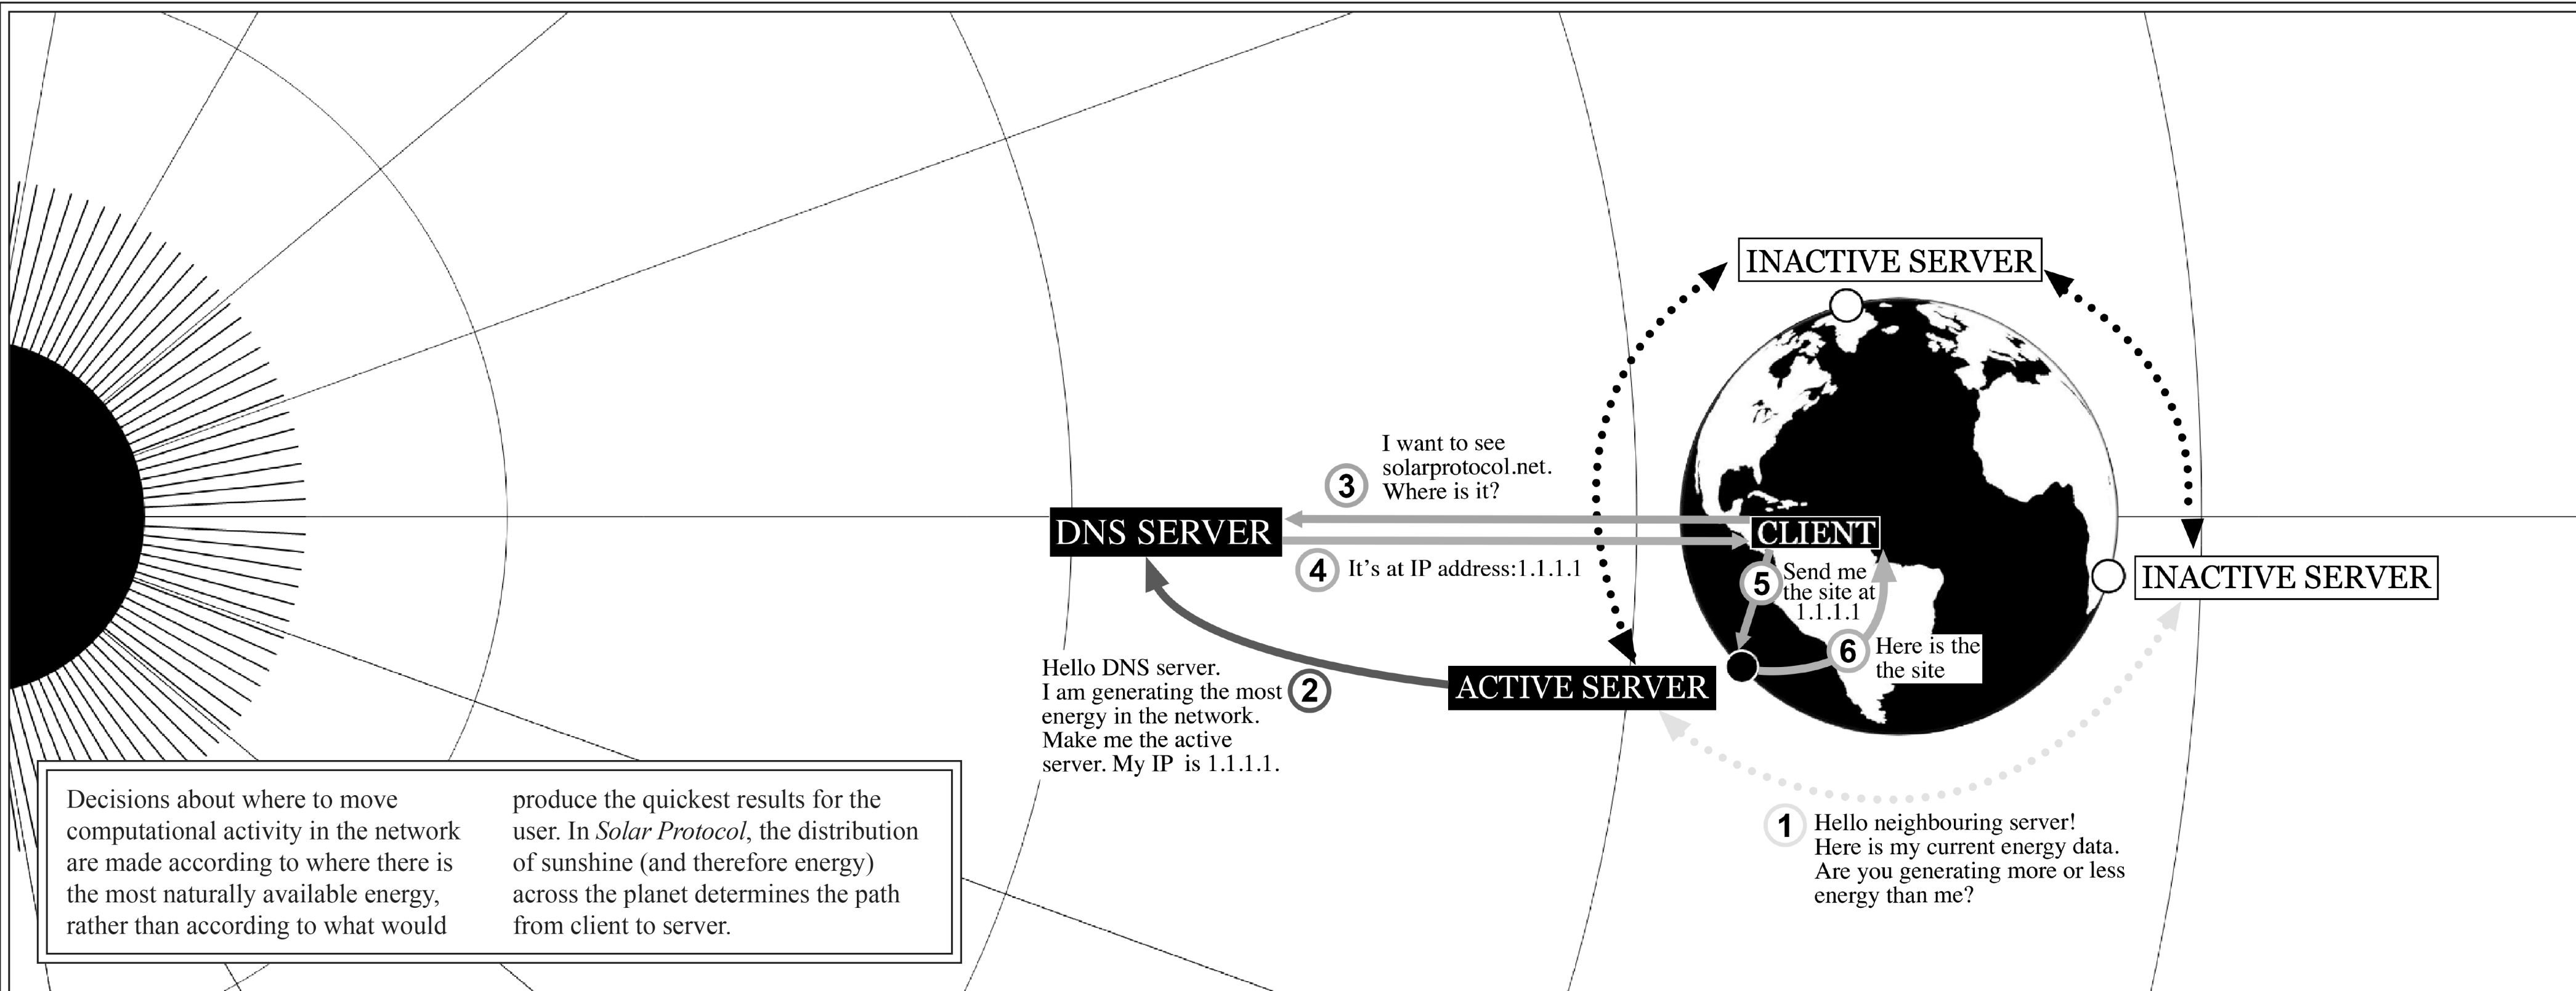 INACTIVE SERVER
I want to see
solarprotocol.net.
Where is it?
3
DNS SERVER
CLIENT
4
It's at IP address:1.1.1.1
5
Send me
the site at
1.1.1.1
INACTIVE SERVER
6
Here is the
the site
ACTIVE SERVER
Hello DNS server.
I am generating the most
energy in the network.
Make me the active
server. My IP is 1.1.1.1.
2
1
Hello neighbouring server!
Here is my current energy data.
Are you generating more or less
energy than me?
Decisions about where to move
computational activity in the network
are made according to where there is
the most naturally available energy,
rather than according to what would
produce the quickest results for the
user. In Solar Protocol, the distribution
of sunshine (and therefore energy)
across the planet determines the path
from client to server.